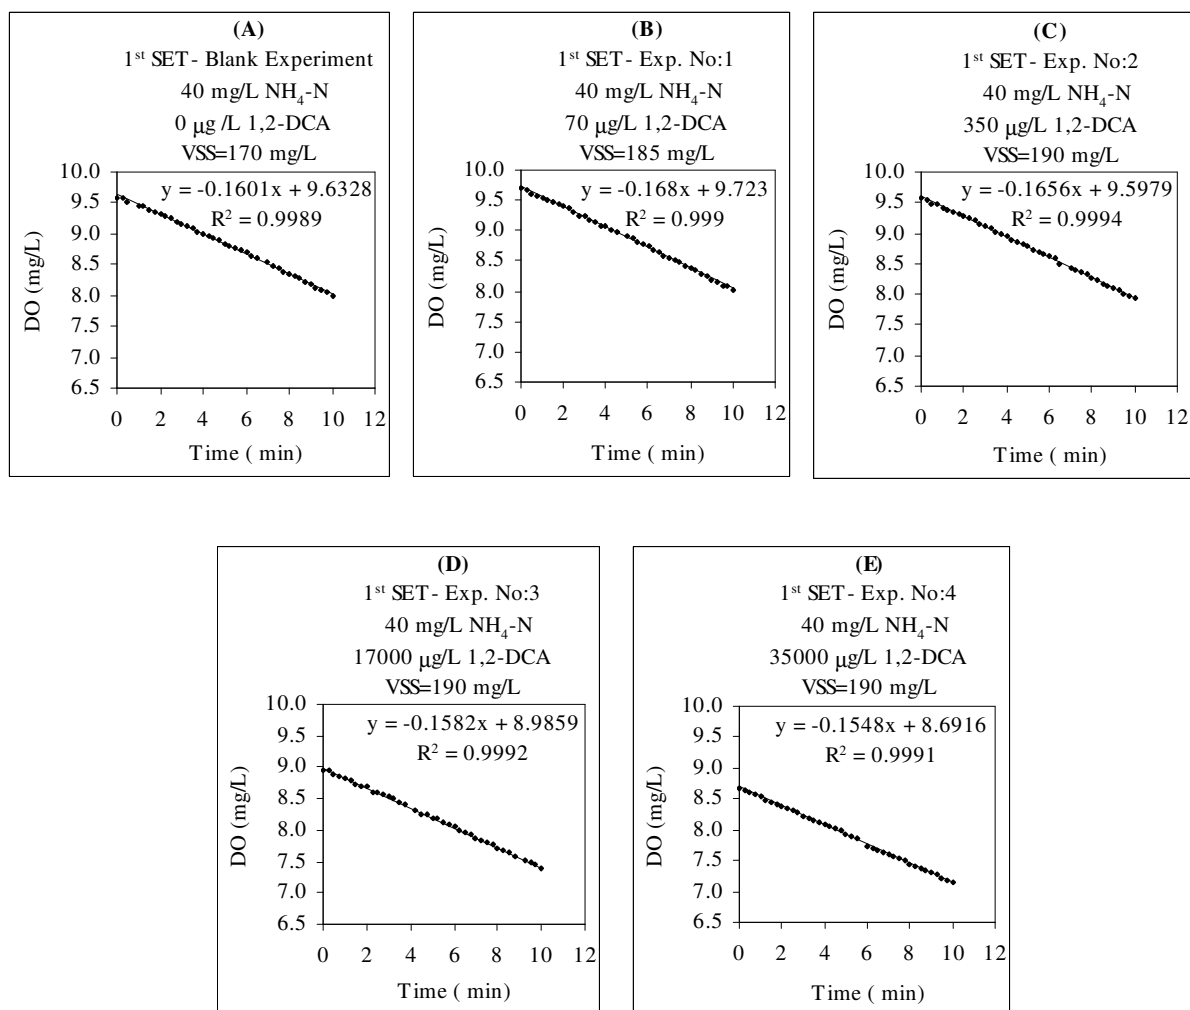 (A)
1st SET - Blank Experiment
40 mg/L NH4-N
0 μg /L 1,2-DCA
VSS=170 mg/L
y = -0.1601x + 9.6328
R2 = 0.9989
10.0
9.5
9.0
8.5
8.0
7.5
7.0
6.5
DO (mg/L)
0 2 4 6 8 10 12
Time ( min)
(B)
1st SET - Exp. No:1
40 mg/L NH4-N
70 μg/L 1,2-DCA
VSS=185 mg/L
y = -0.168x + 9.723
R2 = 0.999
10.0
9.5
9.0
8.5
8.0
7.5
7.0
6.5
DO (mg/L)
0 2 4 6 8 10 12
Time ( min)
(C)
1st SET - Exp. No:2
40 mg/L NH4-N
350 μg/L 1,2-DCA
VSS=190 mg/L
y = -0.1656x + 9.5979
R2 = 0.9994
10.0
9.5
9.0
8.5
8.0
7.5
7.0
6.5
DO (mg/L)
0 2 4 6 8 10 12
Time ( min)
(D)
1st SET - Exp. No:3
40 mg/L NH4-N
17000 μg/L 1,2-DCA
VSS=190 mg/L
y = -0.1582x + 8.9859
R2 = 0.9992
10.0
9.5
9.0
8.5
8.0
7.5
7.0
6.5
DO (mg/L)
0 2 4 6 8 10 12
Time ( min)
(E)
1st SET - Exp. No:4
40 mg/L NH4-N
35000 μg/L 1,2-DCA
VSS=190 mg/L
y = -0.1548x + 8.6916
R2 = 0.9991
10.0
9.5
9.0
8.5
8.0
7.5
7.0
6.5
DO (mg/L)
0 2 4 6 8 10 12
Time ( min)